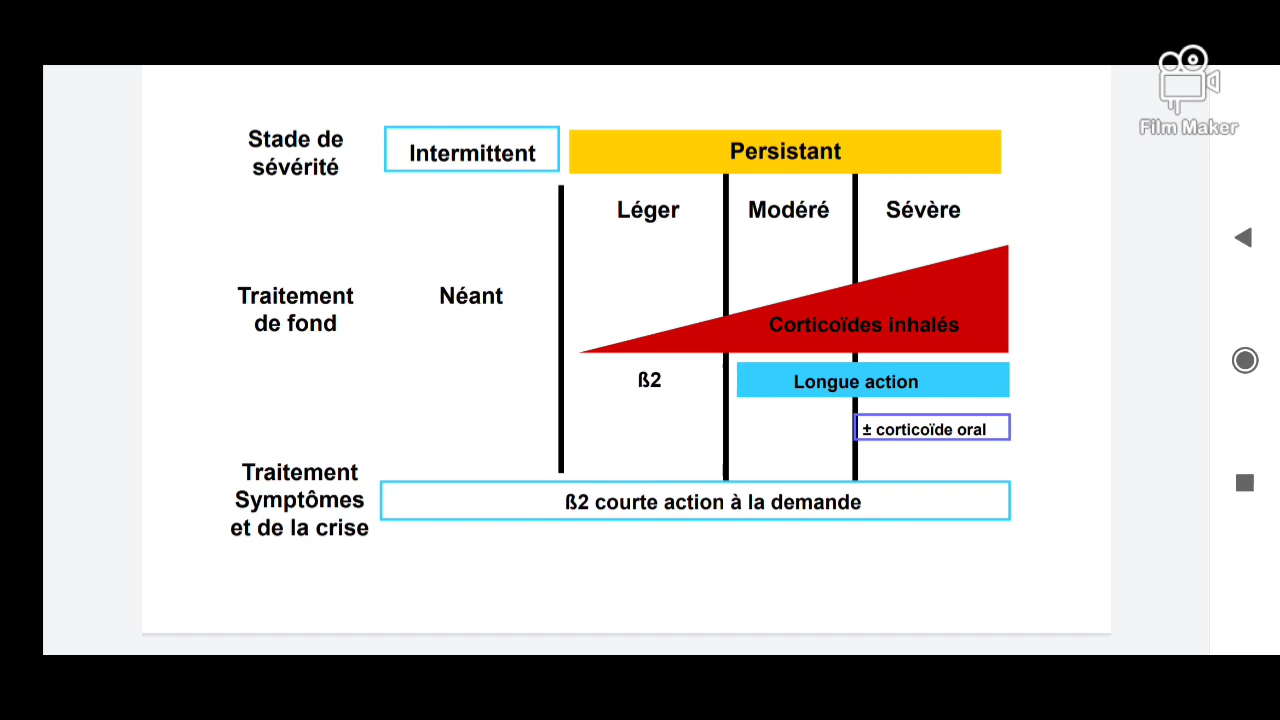 Film Maker
Stade de
sévérité
Intermittent
Persistant
Léger
Modéré
Sévère
Traitement
de fond
Néant
Corticoïdes inhalés
ß2
Longue action
± corticoïde oral
Traitement
Symptômes
et de la crise
ß2 courte action à la demande